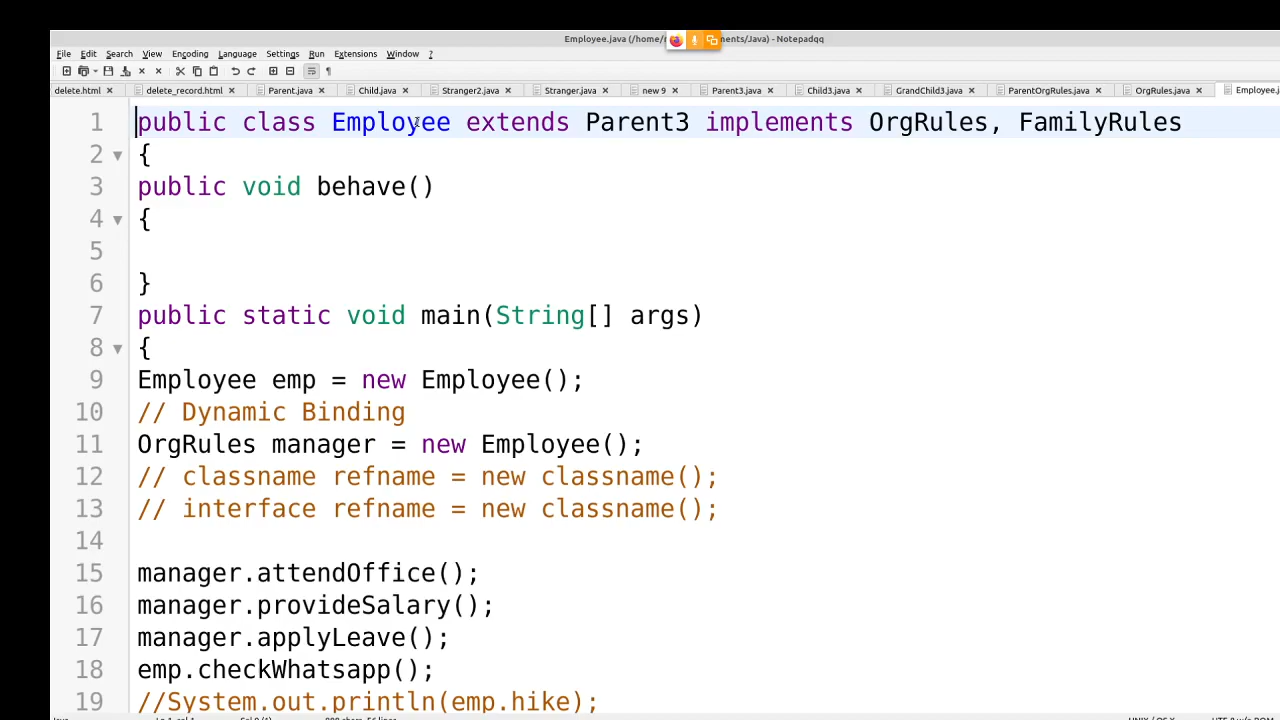 Employee.java (/home/ ments/Java) - Notepadqq
File Edit Search View Encoding Language Settings Run Extensions Window ?
delete.html delete_record.html Parent.java Child.java Stranger2.java Stranger.java new 9 Parent3.java Child3.java GrandChild3.java ParentOrgRules.java OrgRules.java Employee.j
1 public class Employee extends Parent3 implements OrgRules, FamilyRules
2 {
3 public void behave()
4 {
5
6 }
7 public static void main(String[] args)
8 {
9 Employee emp = new Employee();
10 // Dynamic Binding
11 OrgRules manager = new Employee();
12 // classname refname = new classname();
13 // interface refname = new classname();
14
15 manager.attendOffice();
16 manager.provideSalary();
17 manager.applyLeave();
18 emp.checkWhatsapp();
19 //System.out.println(emp.hike);